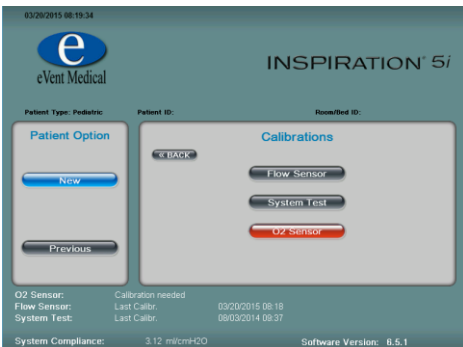 03/20/2015 08:19:34
e
eVent Medical
INSPIRATION® 5i
Patient Type: Pediatric Patient ID: Room/Bed ID:
Patient Option
New
Previous
Calibrations
« BACK
Flow Sensor
System Test
O2 Sensor
O2 Sensor: Calibration needed
Flow Sensor: Last Calibr. 03/20/2015 08:18
System Test: Last Calibr. 08/03/2014 09:37
System Compliance: 3.12 ml/cmH2O Software Version: 6.5.1